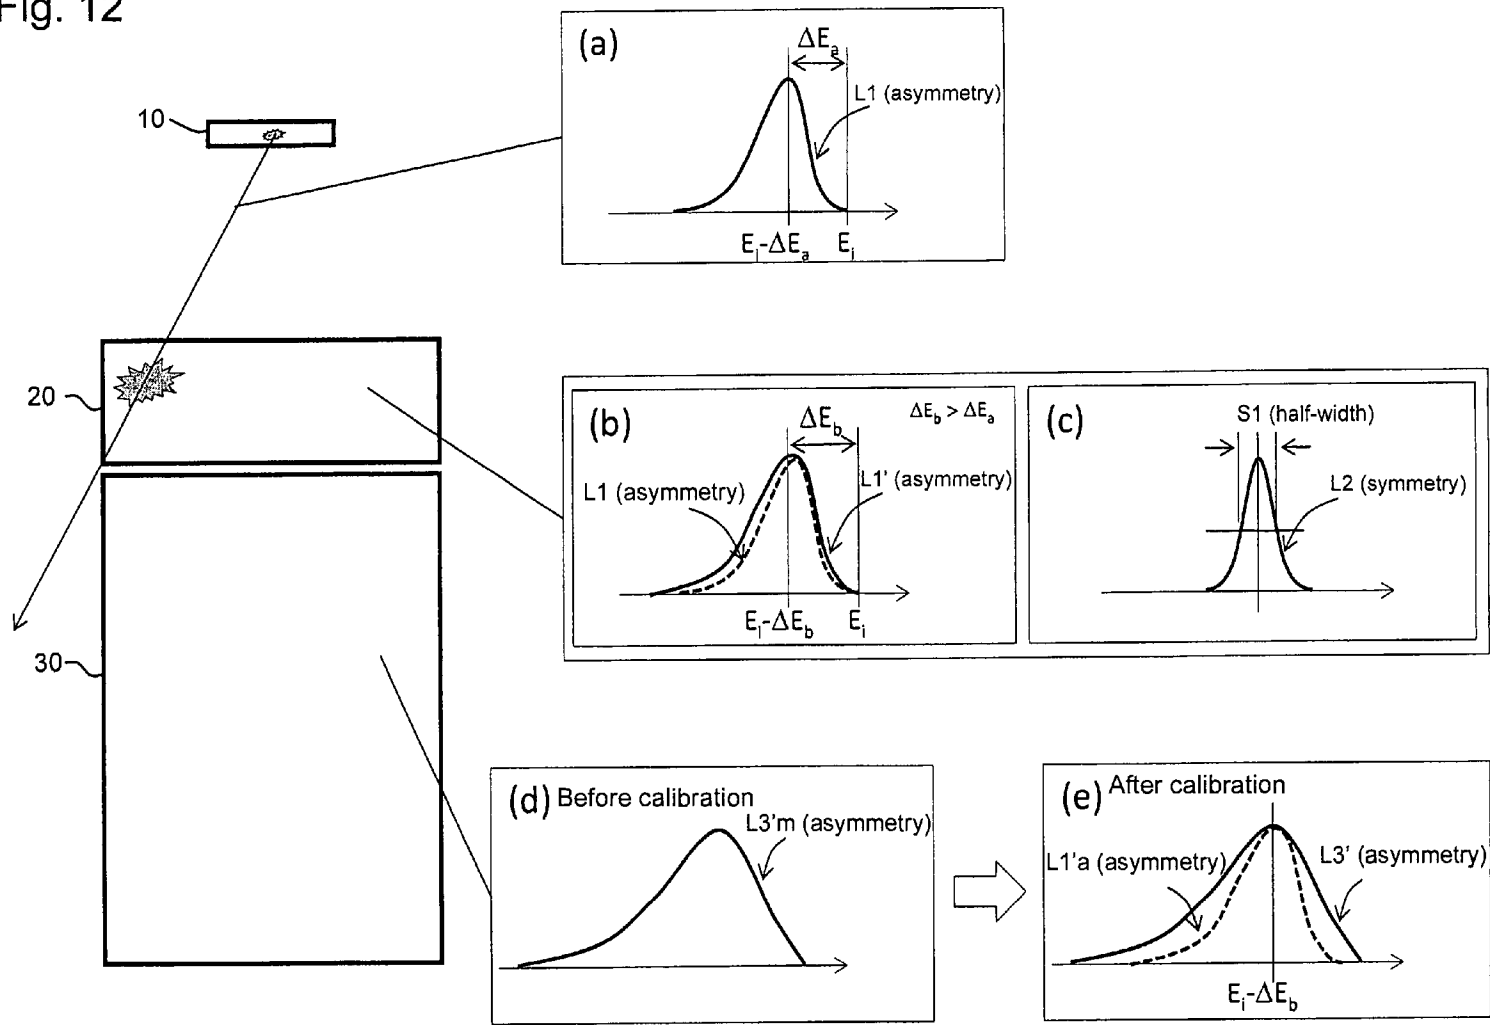 Fig. 12
(a)
ΔEa
L1 (asymmetry)
Ei-ΔEa
Ei
10
20
(b)
ΔEb > ΔEa
ΔEb
L1 (asymmetry)
L1' (asymmetry)
Ei-ΔEb
Ei
(c)
S1 (half-width)
L2 (symmetry)
30
(d) Before calibration
L3'm (asymmetry)
(e) After calibration
L1'a (asymmetry)
L3' (asymmetry)
Ei-ΔEb